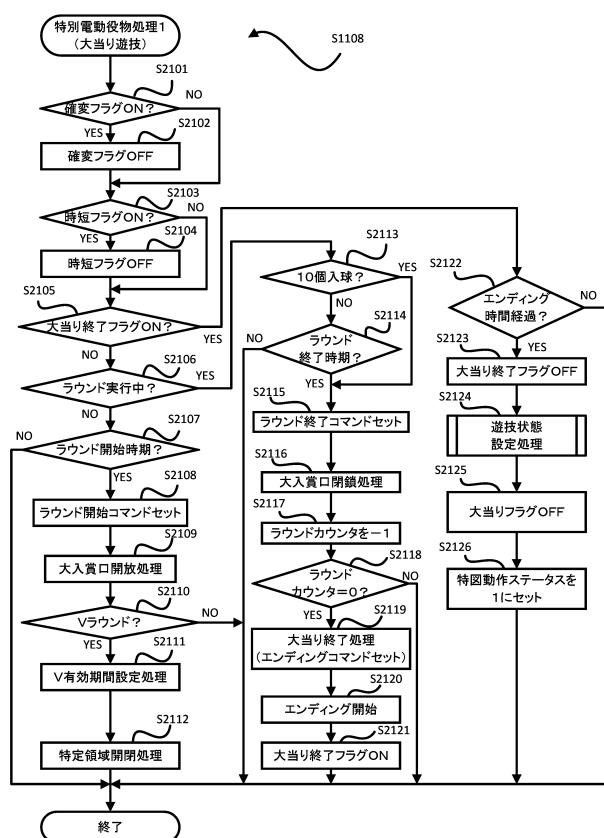 特別電動役物処理1
(大当り遊技)
S1108
S2101
確変フラグON?
NO
YES
S2102
確変フラグOFF
S2103
時短フラグON?
NO
YES
S2104
時短フラグOFF
S2105
大当り終了フラグON?
YES
NO
S2106
ラウンド実行中?
YES
NO
S2107
NO
ラウンド開始時期?
YES
S2108
ラウンド開始コマンドセット
S2109
大入賞口開放処理
S2110
Vラウンド?
NO
YES
S2111
V有効期間設定処理
S2112
特定領域開閉処理
終了
S2113
10個入球?
YES
NO
S2114
NO
ラウンド
終了時期?
YES
S2115
ラウンド終了コマンドセット
S2116
大入賞口閉鎖処理
S2117
ラウンドカウンタを-1
S2118
ラウンド
カウンタ=0?
NO
YES
S2119
大当り終了処理
(エンディングコマンドセット)
S2120
エンディング開始
S2121
大当り終了フラグON
S2122
エンディング
時間経過?
NO
YES
S2123
大当り終了フラグOFF
S2124
遊技状態
設定処理
S2125
大当りフラグOFF
S2126
特図動作ステータスを
1にセット